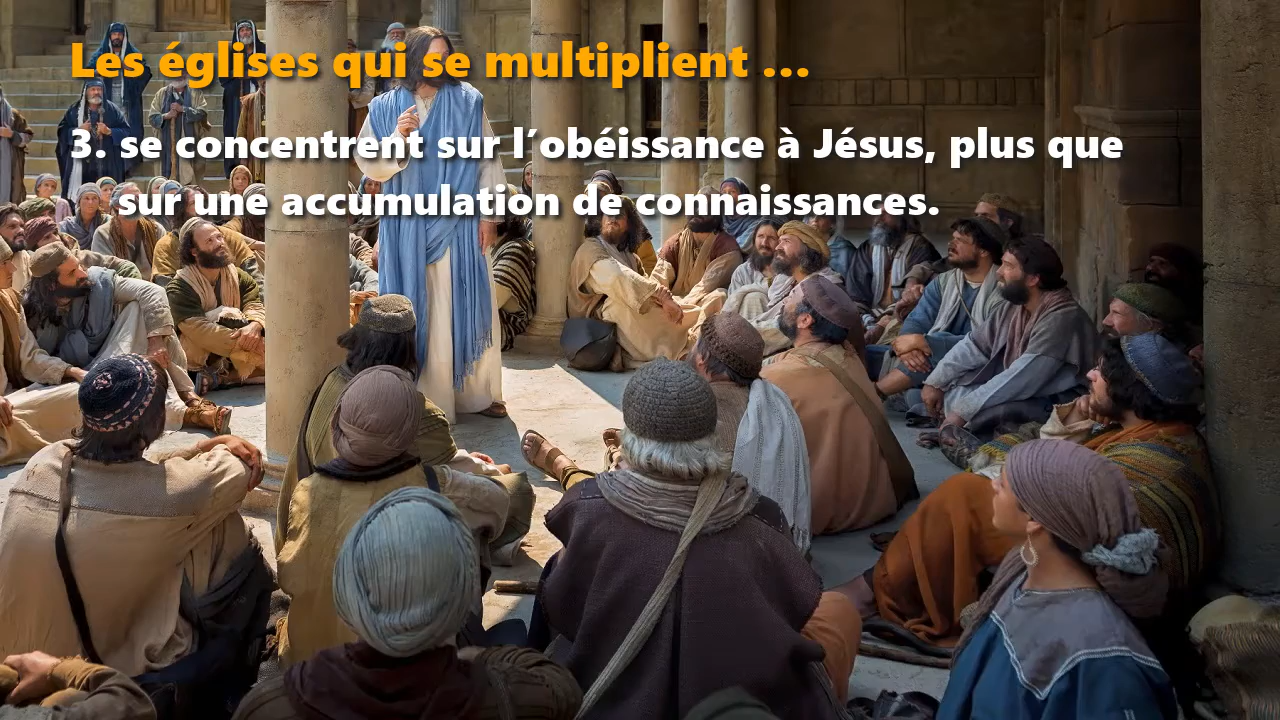 Les églises qui se multiplient ...
3. se concentrent sur l´obéissance à Jésus, plus que
sur une accumulation de connaissances.